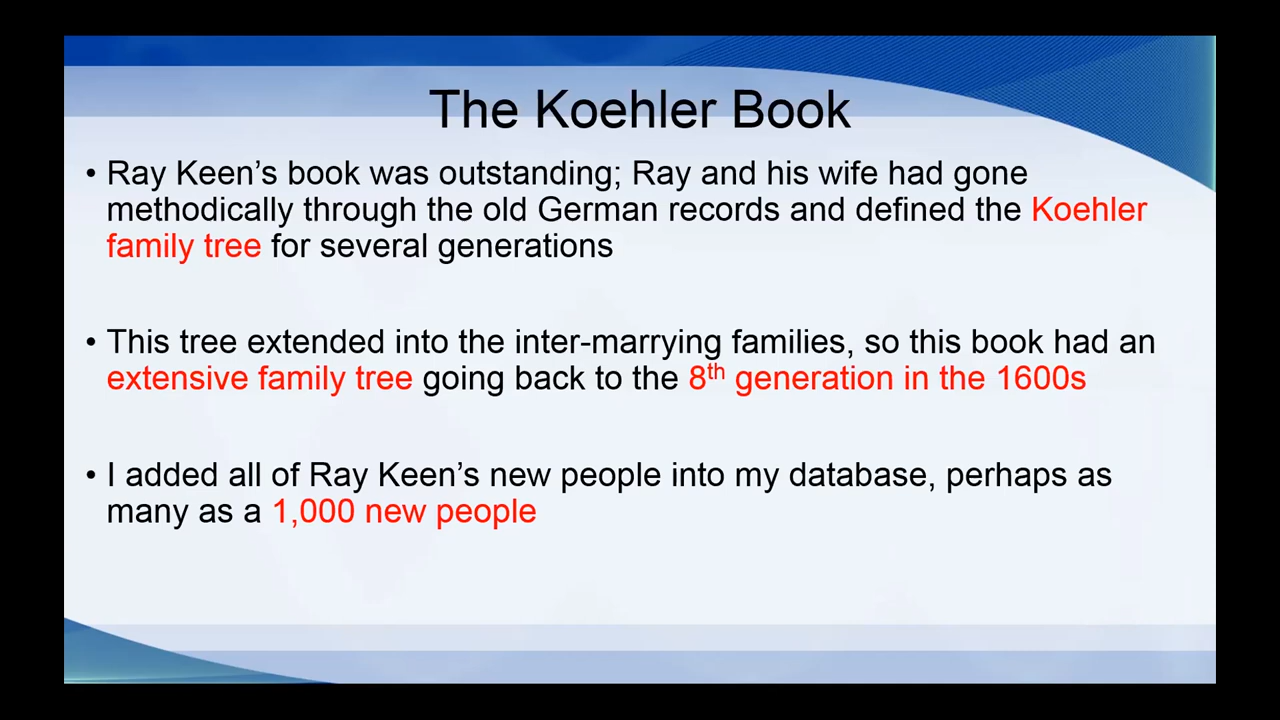 The Koehler Book
• Ray Keen's book was outstanding; Ray and his wife had gone
methodically through the old German records and defined the Koehler
family tree for several generations
• This tree extended into the inter-marrying families, so this book had an
extensive family tree going back to the 8th generation in the 1600s
• I added all of Ray Keen's new people into my database, perhaps as
many as a 1,000 new people